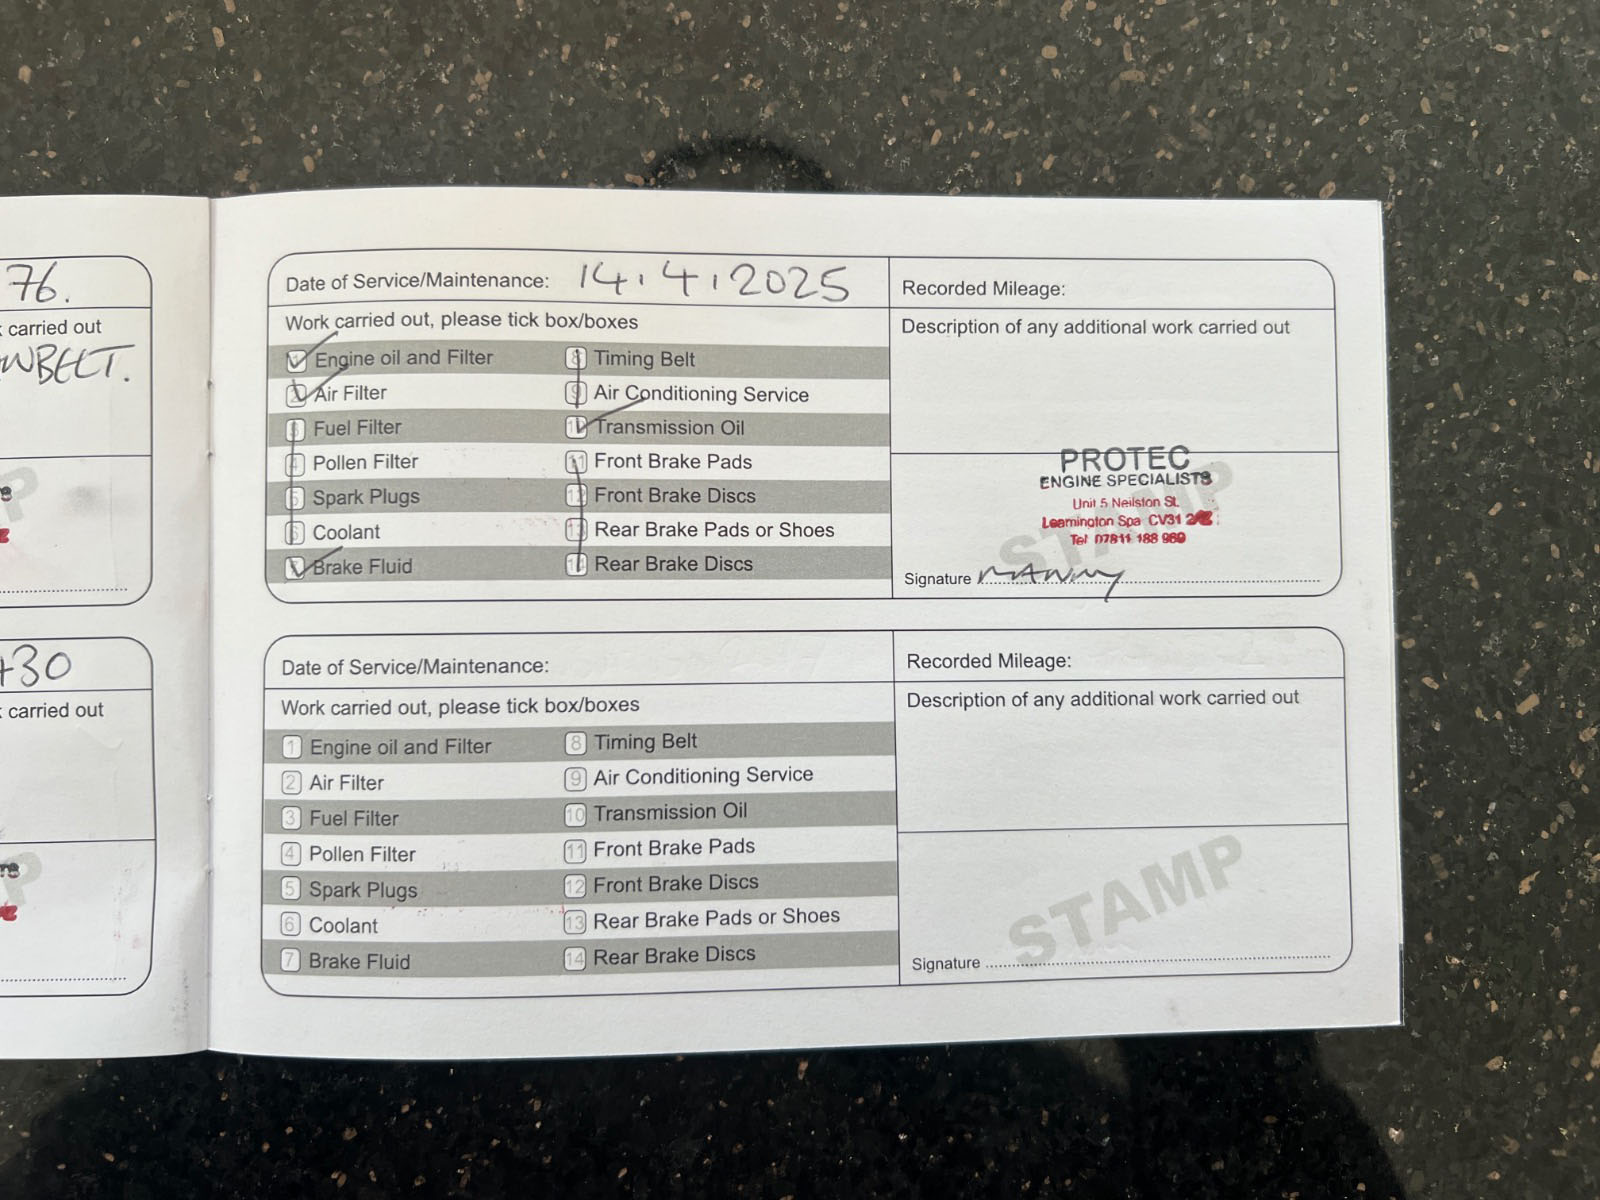 76.
carried out
NBELT.
430
carried out
Date of Service/Maintenance: 14.4.2025
Recorded Mileage:
Work carried out, please tick box/boxes
Description of any additional work carried out
Engine oil and Filter
8 Timing Belt
Air Filter
9 Air Conditioning Service
3 Fuel Filter
10 Transmission Oil
4 Pollen Filter
11 Front Brake Pads
5 Spark Plugs
12 Front Brake Discs
6 Coolant
13 Rear Brake Pads or Shoes
Brake Fluid
14 Rear Brake Discs
STAMP
PROTEC
ENGINE SPECIALISTS
Unit 5 Neilston St.
Leamington Spa CV31
Tel 07811 188 969
Signature MANNY
Date of Service/Maintenance:
Recorded Mileage:
Work carried out, please tick box/boxes
Description of any additional work carried out
1 Engine oil and Filter
8 Timing Belt
2 Air Filter
9 Air Conditioning Service
3 Fuel Filter
10 Transmission Oil
4 Pollen Filter
11 Front Brake Pads
5 Spark Plugs
12 Front Brake Discs
6 Coolant
13 Rear Brake Pads or Shoes
7 Brake Fluid
14 Rear Brake Discs
STAMP
Signature